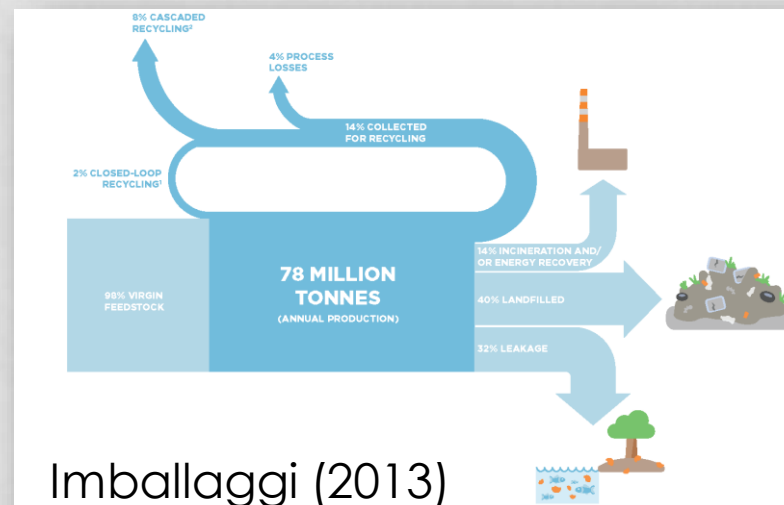 8% CASCADED
RECYCLING²
4% PROCESS
LOSSES
14% COLLECTED
FOR RECYCLING
2% CLOSED-LOOP
RECYCLING¹
98% VIRGIN
FEEDSTOCK
78 MILLION
TONNES
(ANNUAL PRODUCTION)
14% INCINERATION AND/
OR ENERGY RECOVERY
40% LANDFILLED
32% LEAKAGE
Imballaggi (2013)